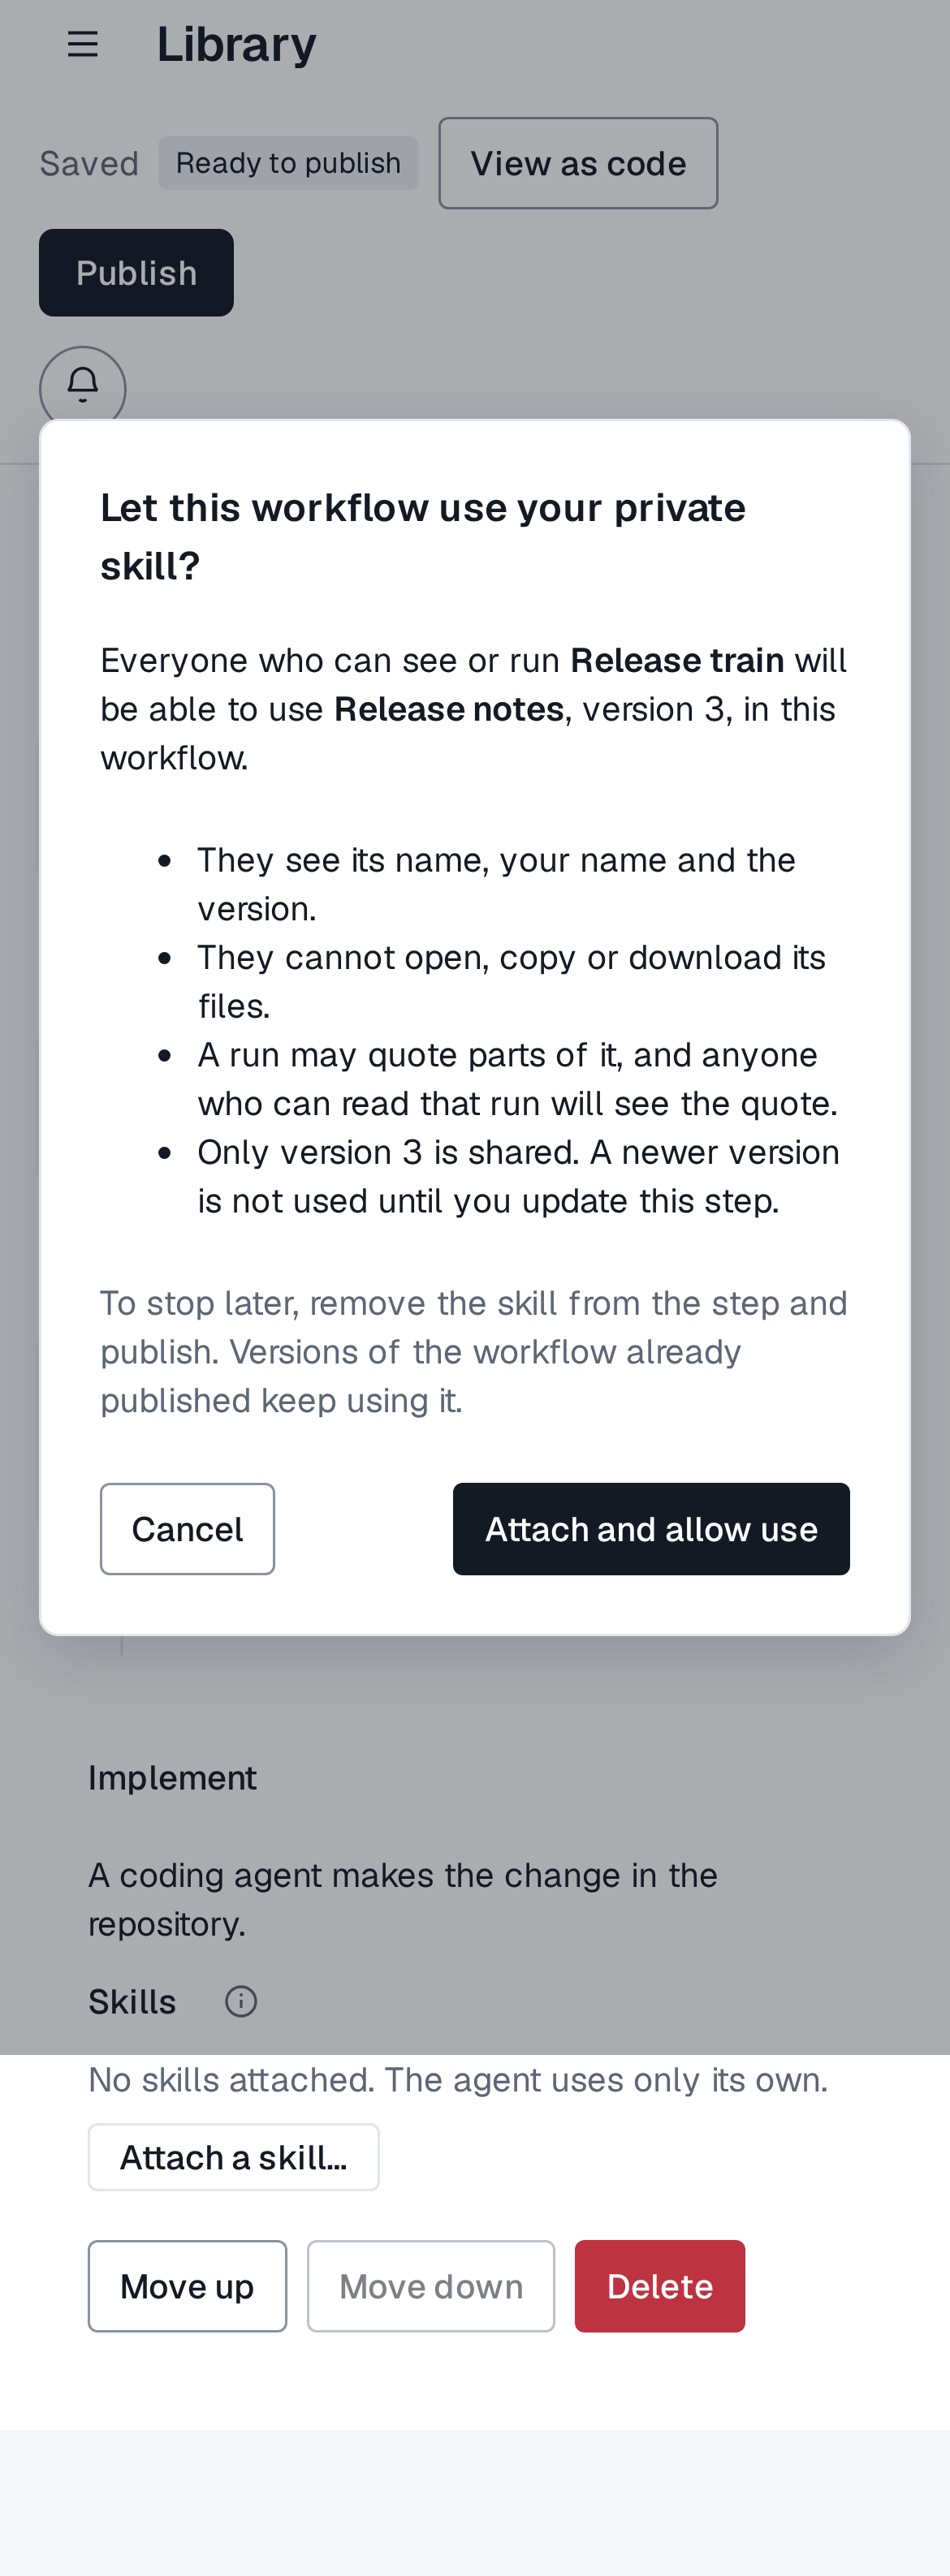 Library
Saved
Ready to publish
View as code
Publish
Let this workflow use your private
skill?
Everyone who can see or run Release train will
be able to use Release notes, version 3, in this
workflow.
• They see its name, your name and the
version.
• They cannot open, copy or download its
files.
• A run may quote parts of it, and anyone
who can read that run will see the quote.
• Only version 3 is shared. A newer version
is not used until you update this step.
To stop later, remove the skill from the step and
publish. Versions of the workflow already
published keep using it.
Cancel
Attach and allow use
Implement
A coding agent makes the change in the
repository.
Skills
No skills attached. The agent uses only its own.
Attach a skill...
Move up
Move down
Delete